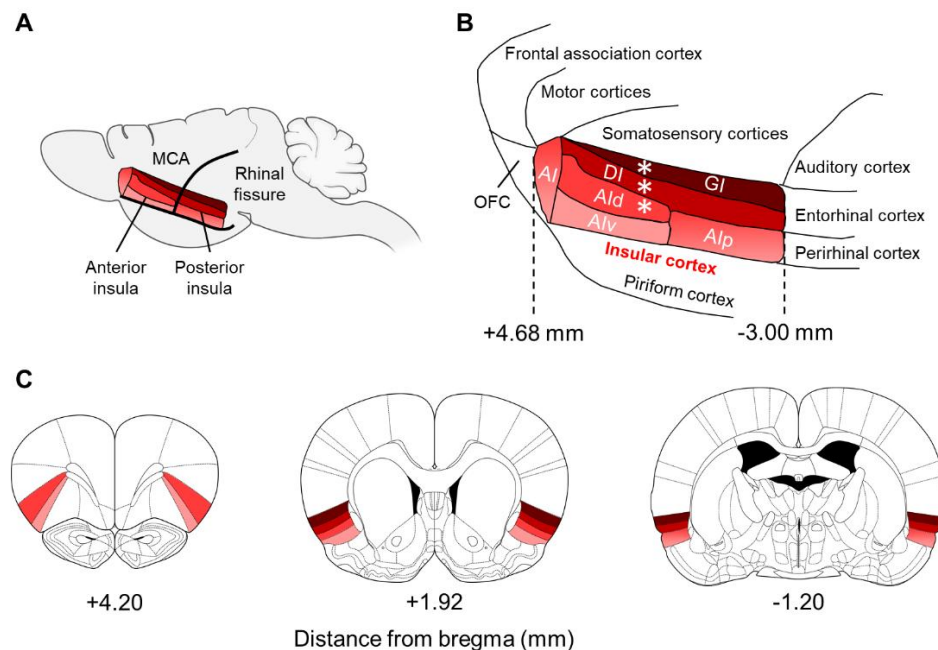 A
MCA
Rhinal
fissure
Anterior
insula
Posterior
insula
B
Frontal association cortex
Motor cortices
Somatosensory cortices
OFC
AI
DI
GI
AId
AIv
AIp
*
*
*
Auditory cortex
Entorhinal cortex
Perirhinal cortex
Insular cortex
Piriform cortex
+4.68 mm
-3.00 mm
C
+4.20
+1.92
-1.20
Distance from bregma (mm)